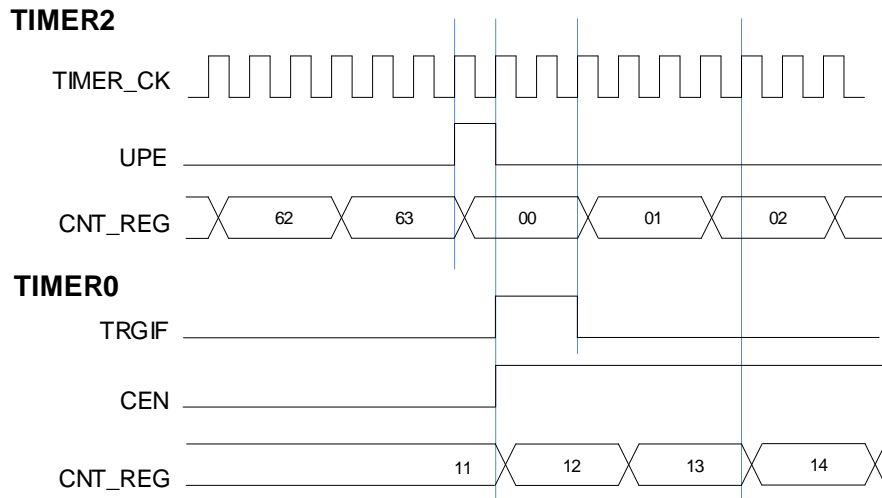 TIMER2
TIMER_CK
UPE
CNT_REG 62 63 00 01 02
TIMER0
TRGIF
CEN
CNT_REG 11 12 13 14